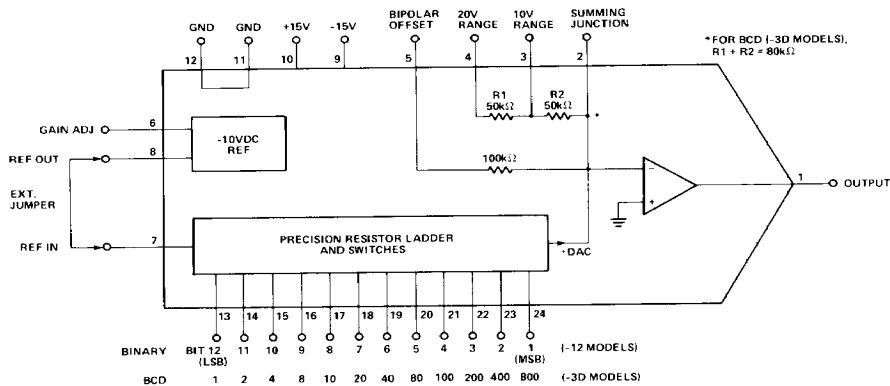 GND GND +15V -15V BIPOLAR OFFSET 20V RANGE 10V RANGE SUMMING JUNCTION
12 11 10 9 5 4 3 2
*FOR BCD (-3D MODELS),
R1 + R2 = 80kΩ
R1 50kΩ R2 50kΩ *
GAIN ADJ 6
-10VDC REF
REF OUT 8
100kΩ
EXT. JUMPER
− +
1 OUTPUT
REF IN 7
PRECISION RESISTOR LADDER
AND SWITCHES
IDAC
13 14 15 16 17 18 19 20 21 22 23 24
BINARY BIT 12 11 10 9 8 7 6 5 4 3 2 1 (-12 MODELS)
(LSB) (MSB)
BCD 1 2 4 8 10 20 40 80 100 200 400 800 (-3D MODELS)